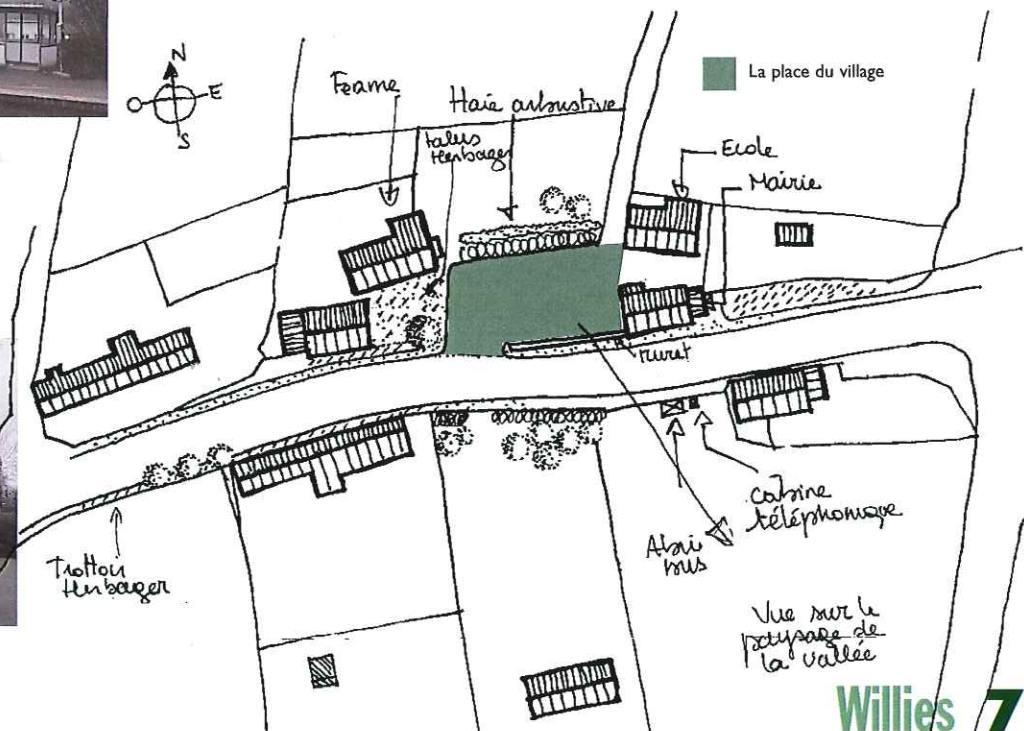 N
E
O
S
La place du village
Ferme
Haie arbustive
talus
herbager
Ecole
Mairie
muret
cabine
téléphonique
Abri
bus
Trottoir
herbager
Vue sur le
paysage de
la vallée
Willies 7